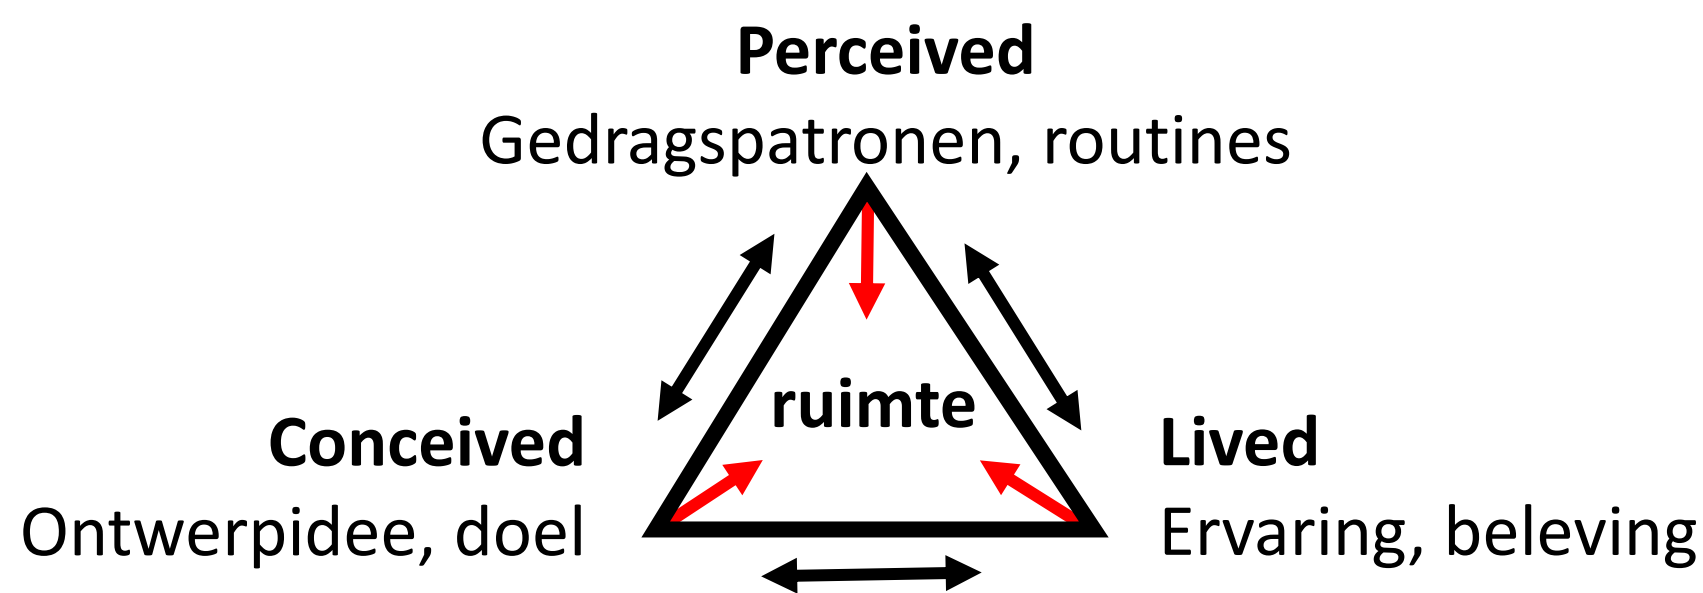 Perceived
Gedragspatronen, routines
ruimte
Conceived
Ontwerpidee, doel
Lived
Ervaring, beleving